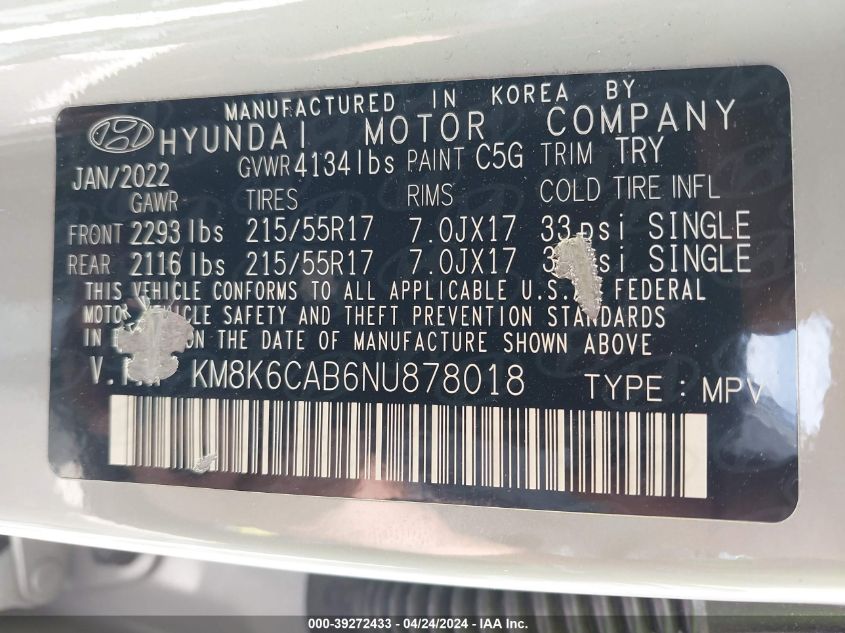 MANUFACTURED IN KOREA BY
HYUNDAI MOTOR COMPANY
JAN/2022 GVWR 4134 lbs PAINT C5G TRIM TRY
GAWR TIRES RIMS COLD TIRE INFL
FRONT 2293 lbs 215/55R17 7.0JX17 33 psi SINGLE
REAR 2116 lbs 215/55R17 7.0JX17 SINGLE
THIS VEHICLE CONFORMS TO ALL APPLICABLE U.S. FEDERAL
SAFETY AND THEFT PREVENTION STANDARDS
IN ON THE DATE OF MANUFACTURE SHOWN ABOVE
KM8K6CAB6NU878018 TYPE : MPV
000-39272433 - 04/24/2024 - IAA Inc.